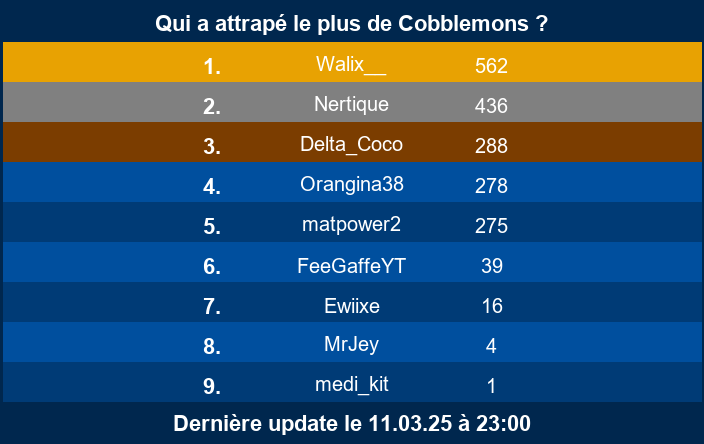 Qui a attrapé le plus de Cobblemons ?
1. Walix__ 562
2. Nertique 436
3. Delta_Coco 288
4. Orangina38 278
5. matpower2 275
6. FeeGaffeYT 39
7. Ewiixe 16
8. MrJey 4
9. medi_kit 1
Dernière update le 11.03.25 à 23:00